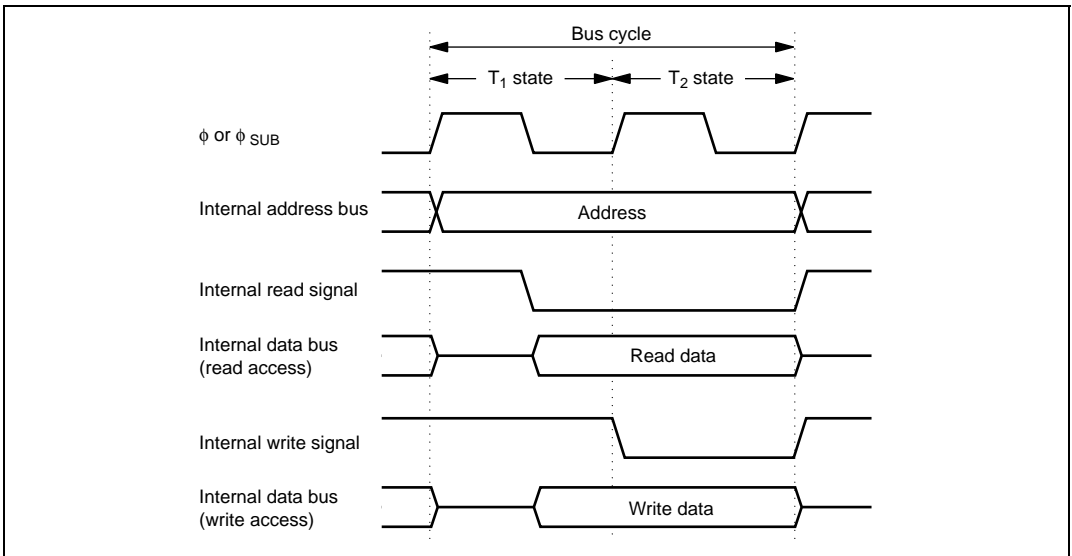 Bus cycle
T₁ state
T₂ state
ϕ or ϕ SUB
Internal address bus
Address
Internal read signal
Internal data bus
(read access)
Read data
Internal write signal
Internal data bus
(write access)
Write data